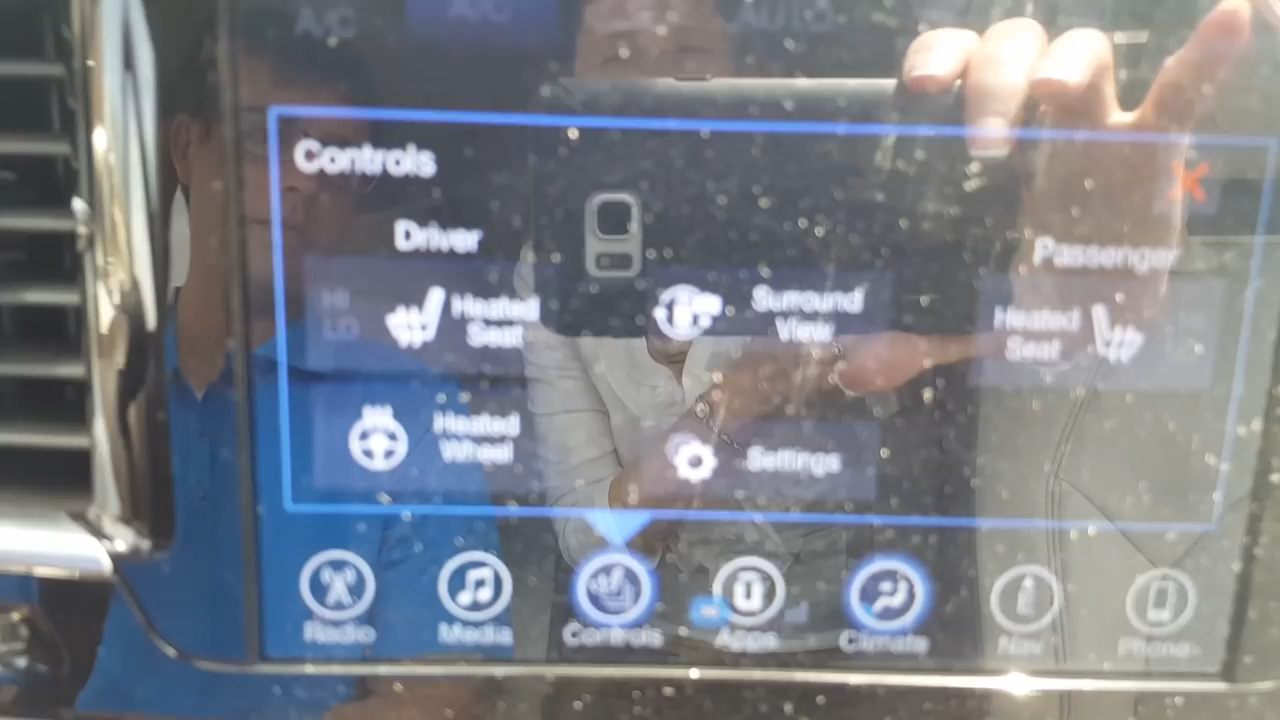 A/C A/C AUTO
Controls
Driver Passenger
HI
LO
Heated
Seat
Surround
View
Heated
Seat
Heated
Wheel
Settings
Radio Media Controls Apps Climate Nav Phone